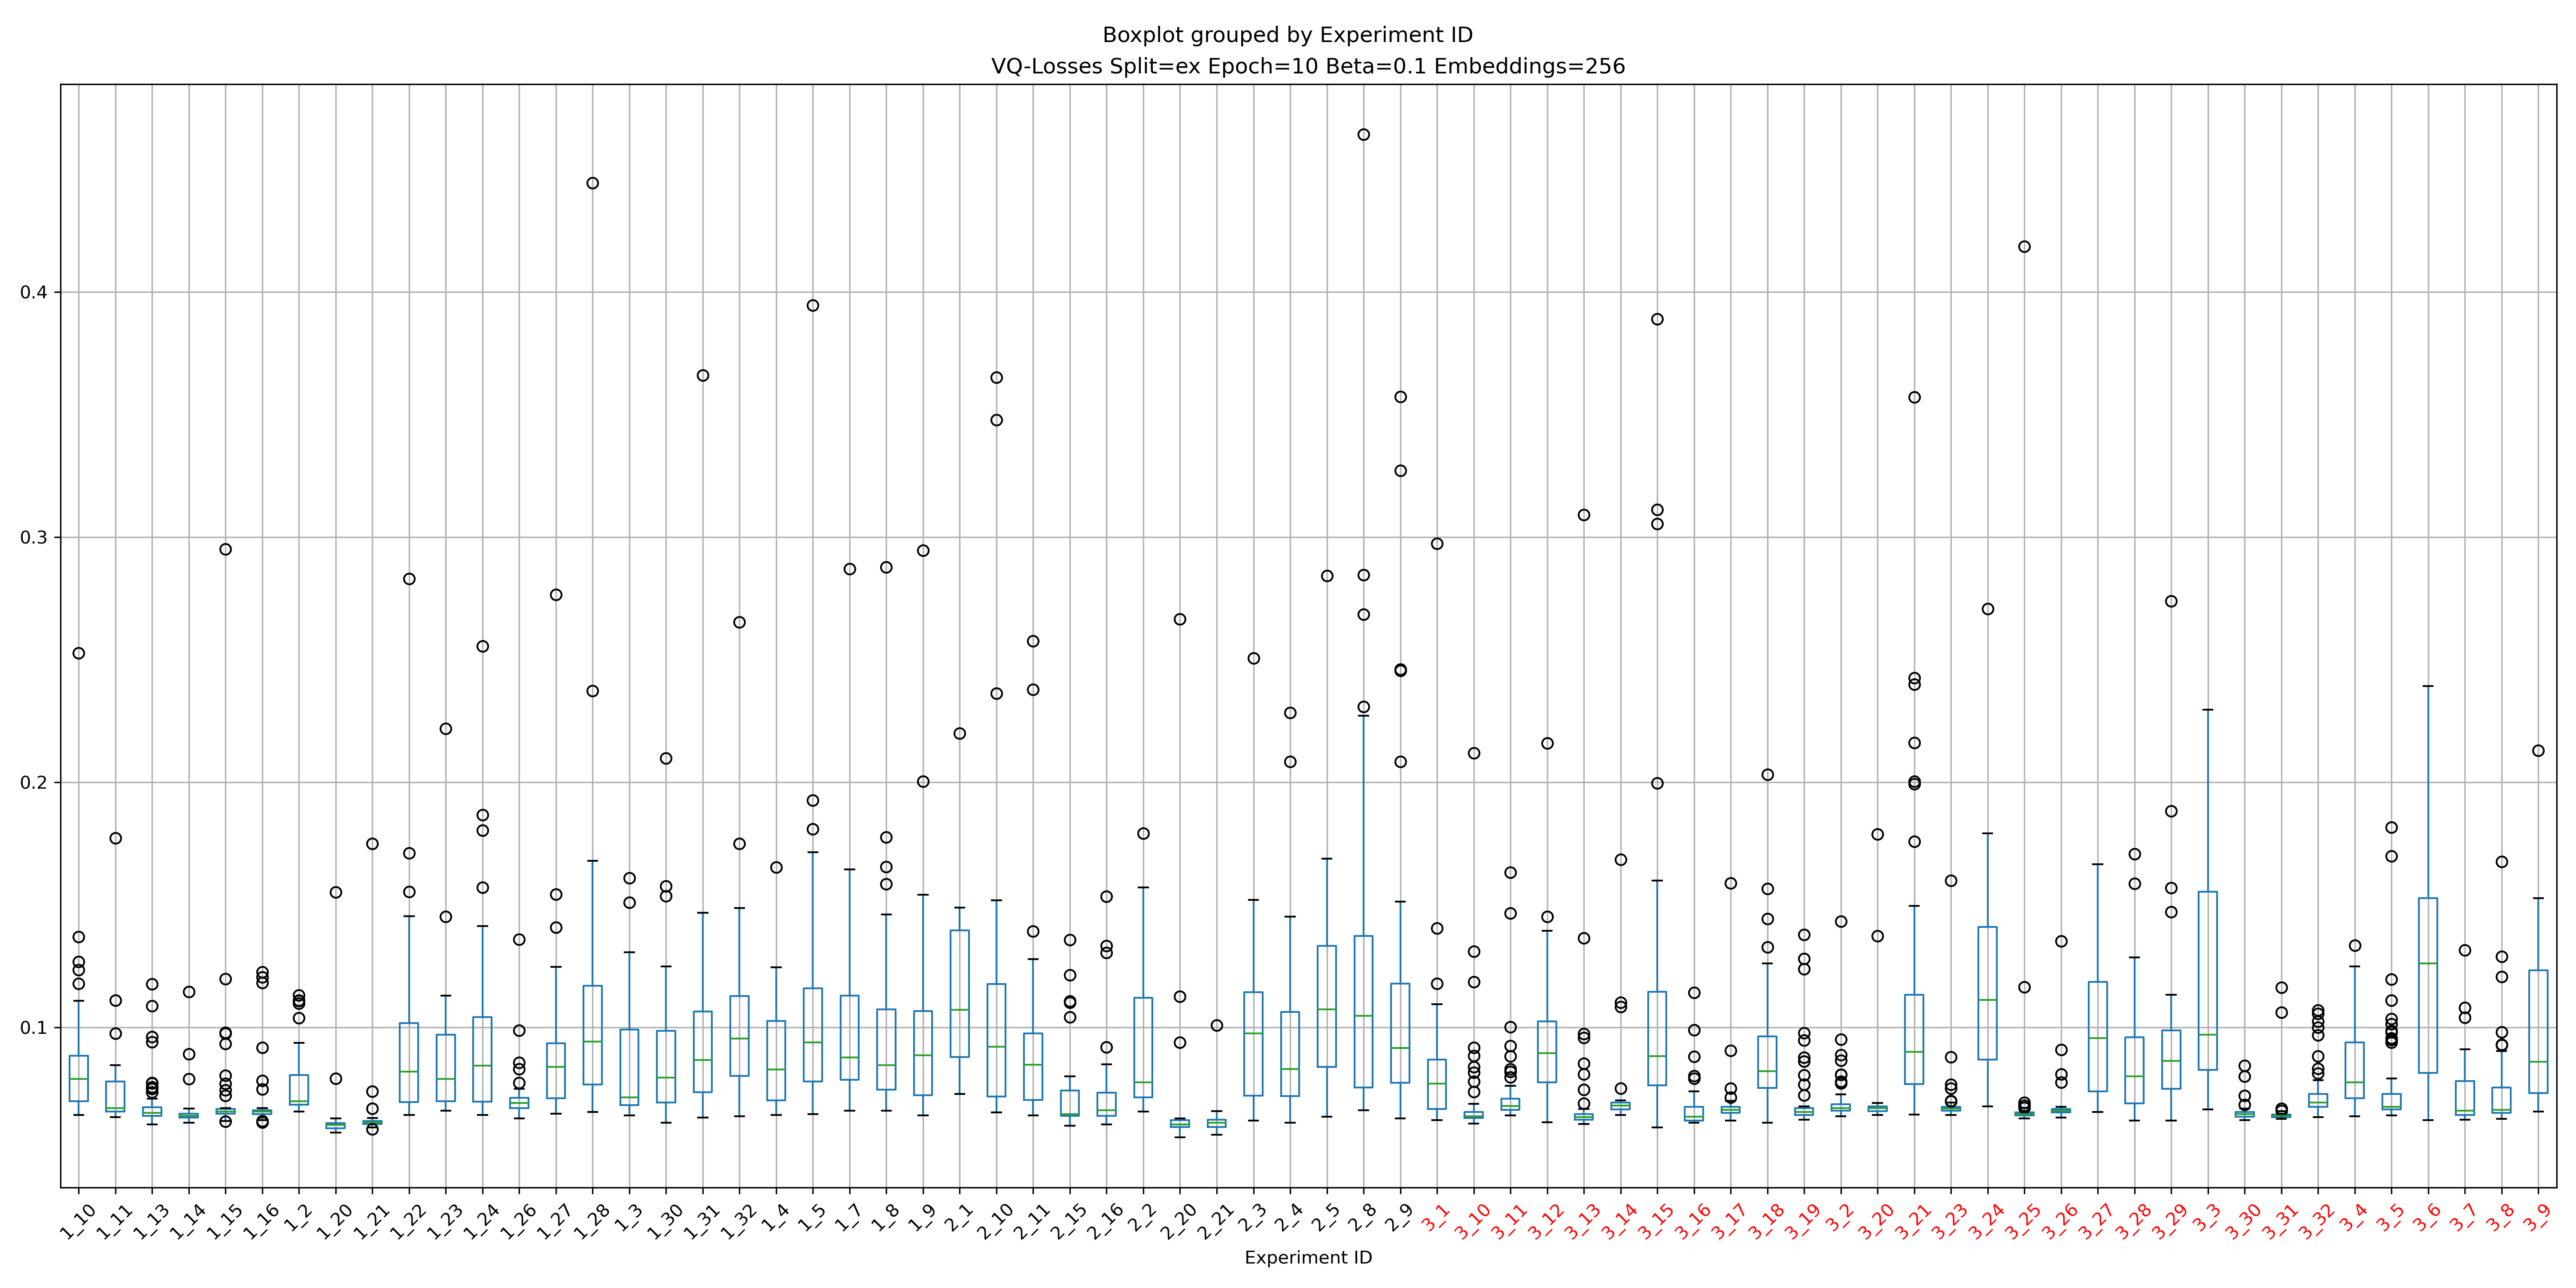 Boxplot grouped by Experiment ID
VQ-Losses Split=ex Epoch=10 Beta=0.1 Embeddings=256
0.4
0.3
0.2
0.1
1_10 1_11 1_13 1_14 1_15 1_16 1_2 1_20 1_21 1_22 1_23 1_24 1_26 1_27 1_28 1_3 1_30 1_31 1_32 1_4 1_5 1_7 1_8 1_9 2_1 2_10 2_11 2_15 2_16 2_2 2_20 2_21 2_3 2_4 2_5 2_8 2_9 3_1 3_10 3_11 3_12 3_13 3_14 3_15 3_16 3_17 3_18 3_19 3_2 3_20 3_21 3_23 3_24 3_25 3_26 3_27 3_28 3_29 3_3 3_30 3_31 3_32 3_4 3_5 3_6 3_7 3_8 3_9
Experiment ID